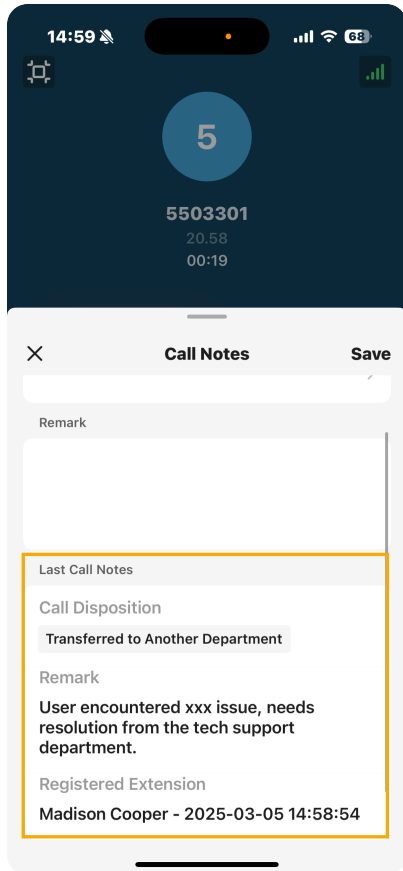 14:59
68
5
5503301
20.58
00:19
Call Notes
Save
Remark
Last Call Notes
Call Disposition
Transferred to Another Department
Remark
User encountered xxx issue, needs
resolution from the tech support
department.
Registered Extension
Madison Cooper - 2025-03-05 14:58:54